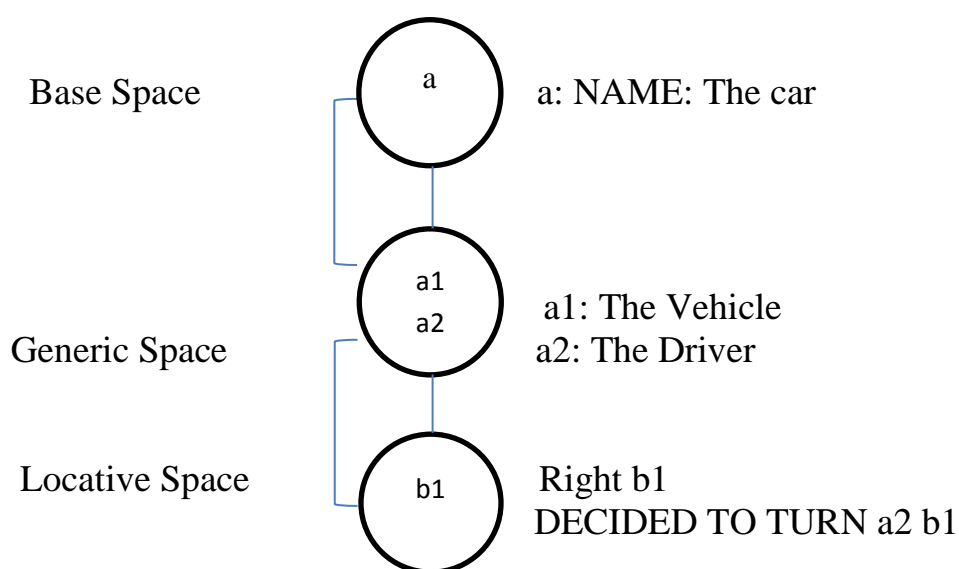 Base Space
a
a: NAME: The car
a1
a2
a1: The Vehicle
Generic Space
a2: The Driver
Locative Space
b1
Right b1
DECIDED TO TURN a2 b1